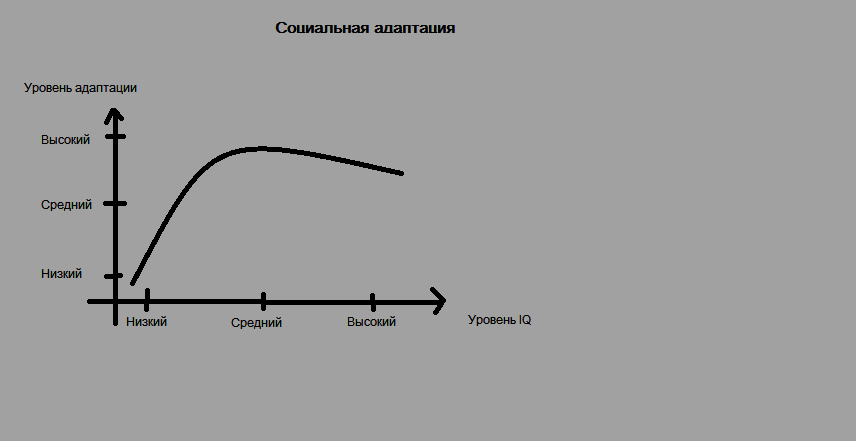 Социальная адаптация
Уровень адаптации
Высокий
Средний
Низкий
Низкий
Средний
Высокий
Уровень IQ